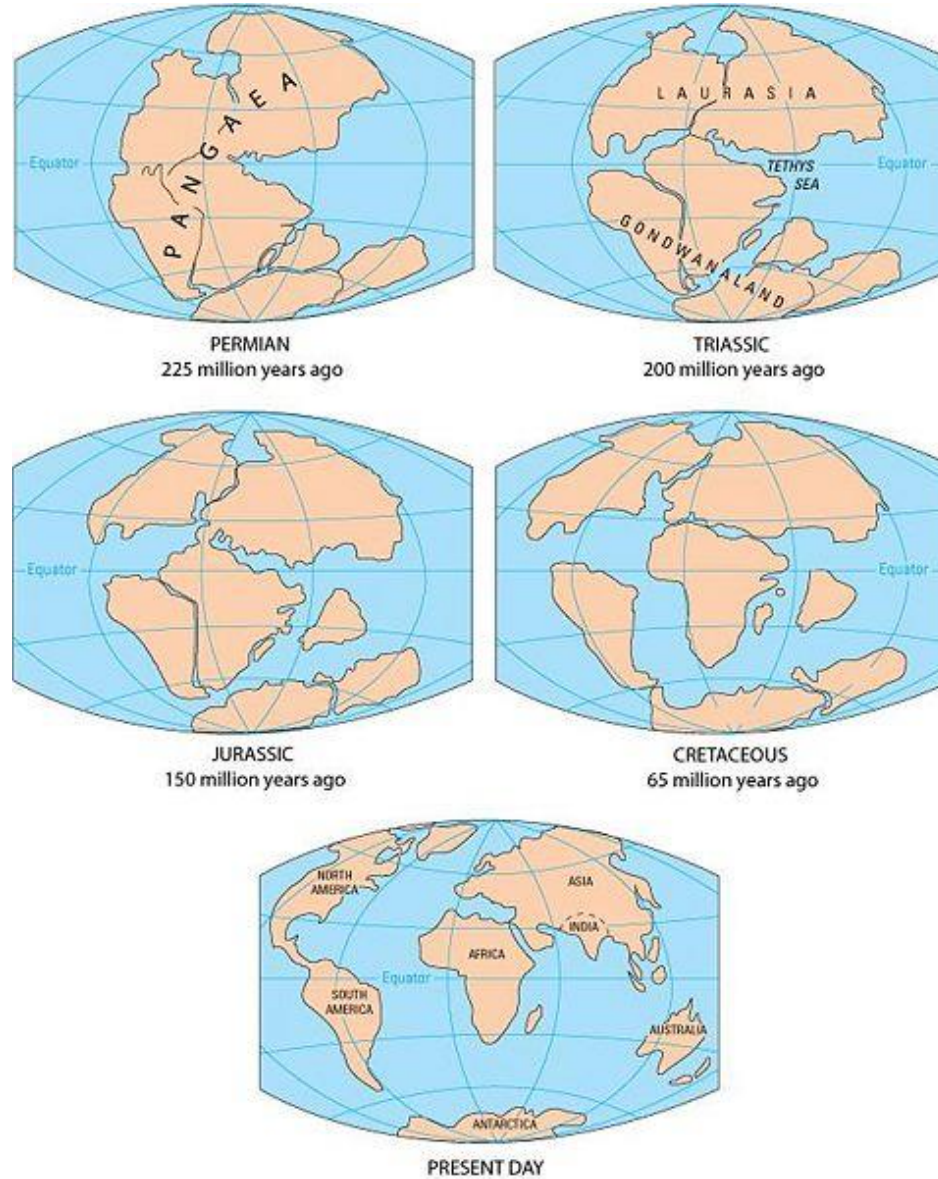 PANGAEA
Equator
PERMIAN
225 million years ago
LAURASIA
TETHYS
SEA
Equator
GONDWANALAND
TRIASSIC
200 million years ago
Equator
JURASSIC
150 million years ago
Equator
CRETACEOUS
65 million years ago
NORTH
AMERICA
ASIA
INDIA
AFRICA
Equator
SOUTH
AMERICA
AUSTRALIA
ANTARCTICA
PRESENT DAY